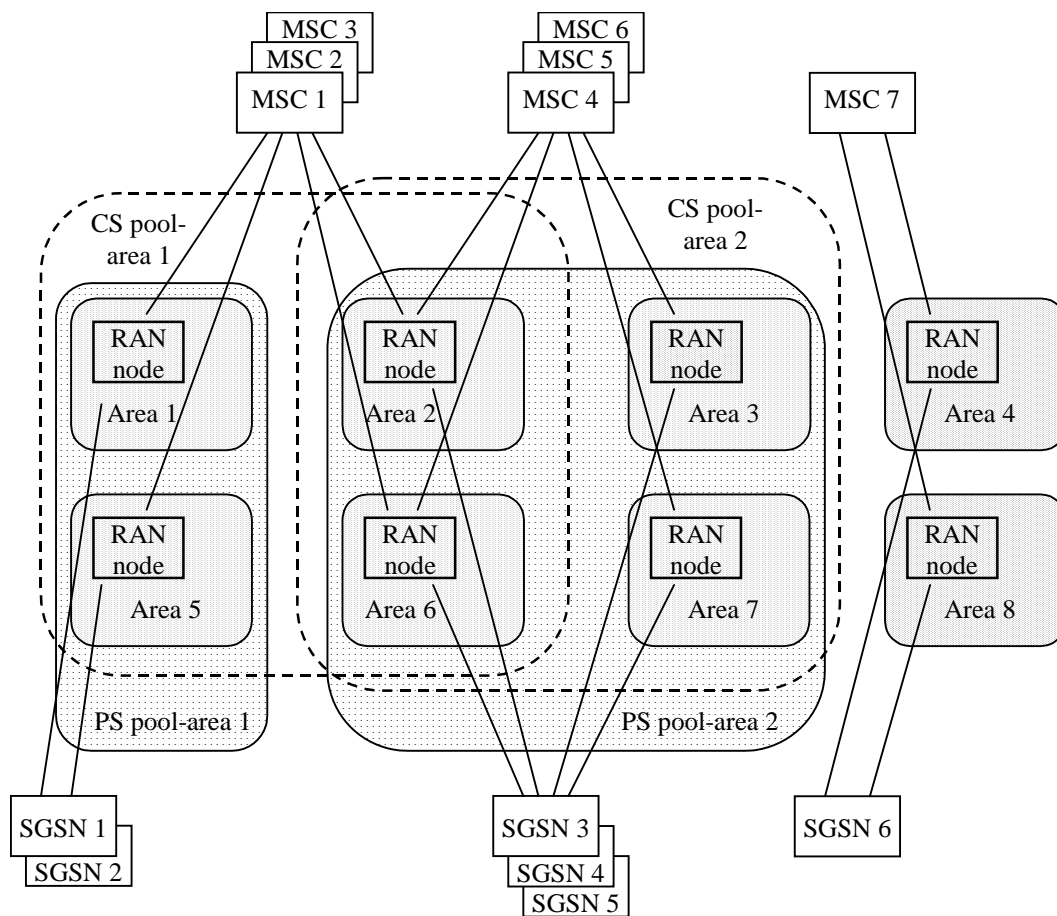 MSC 3
MSC 2
MSC 1
MSC 6
MSC 5
MSC 4
MSC 7
CS pool-
area 1
CS pool-
area 2
RAN
node
Area 1
RAN
node
Area 2
RAN
node
Area 3
RAN
node
Area 4
RAN
node
Area 5
RAN
node
Area 6
RAN
node
Area 7
RAN
node
Area 8
PS pool-area 1
PS pool-area 2
SGSN 1
SGSN 2
SGSN 3
SGSN 4
SGSN 5
SGSN 6